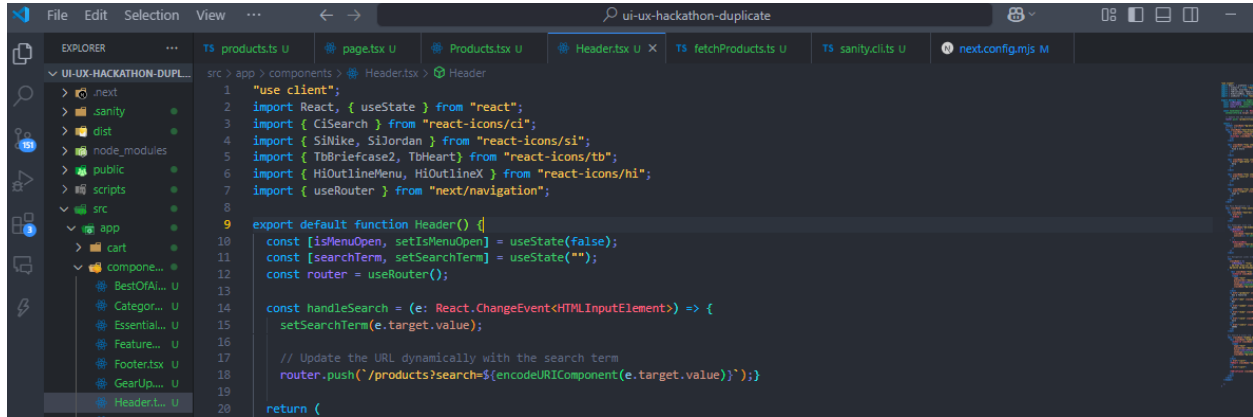 File Edit Selection View ··· ← → ui-ux-hackathon-duplicate
EXPLORER ···
TS products.ts U page.tsx U Products.tsx U Header.tsx U × TS fetchProducts.ts U TS sanity.cli.ts U N next.config.mjs M
UI-UX-HACKATHON-DUPL...
src > app > components > Header.tsx > Header
> .next
> .sanity
> dist
> node_modules
> public
> scripts
src
app
> cart
compone...
BestOfAi... U
Categor... U
Essential... U
Feature... U
Footer.tsx U
GearUp.... U
Header.t... U
151
3
1 "use client";
2 import React, { useState } from "react";
3 import { CiSearch } from "react-icons/ci";
4 import { SiNike, SiJordan } from "react-icons/si";
5 import { TbBriefcase2, TbHeart} from "react-icons/tb";
6 import { HiOutlineMenu, HiOutlineX } from "react-icons/hi";
7 import { useRouter } from "next/navigation";
8
9 export default function Header() {
10 const [isMenuOpen, setIsMenuOpen] = useState(false);
11 const [searchTerm, setSearchTerm] = useState("");
12 const router = useRouter();
13
14 const handleSearch = (e: React.ChangeEvent<HTMLInputElement>) => {
15 setSearchTerm(e.target.value);
16
17 // Update the URL dynamically with the search term
18 router.push(`/products?search=${encodeURIComponent(e.target.value)}`);}
19
20 return (